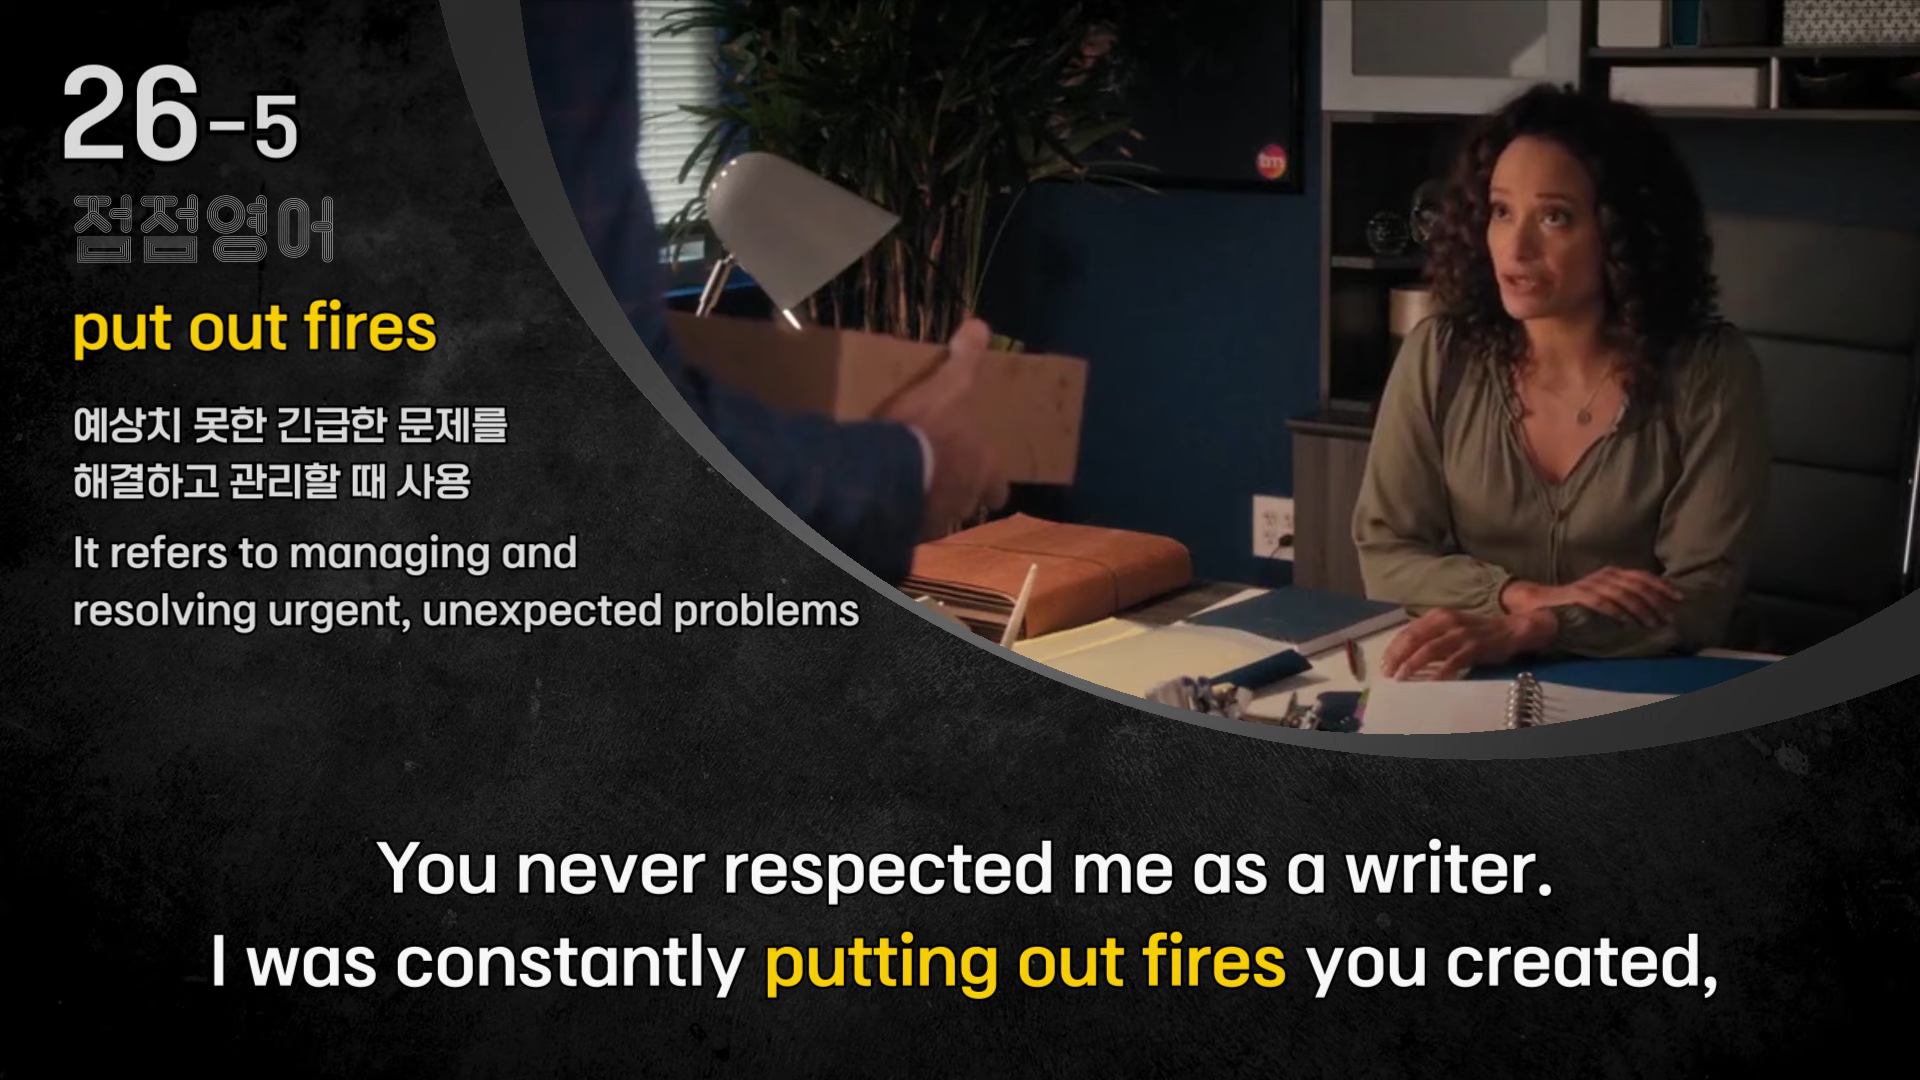 26-5
점점영어
put out fires
예상치 못한 긴급한 문제를
해결하고 관리할 때 사용
It refers to managing and
resolving urgent, unexpected problems
bm
You never respected me as a writer.
I was constantly putting out fires you created,